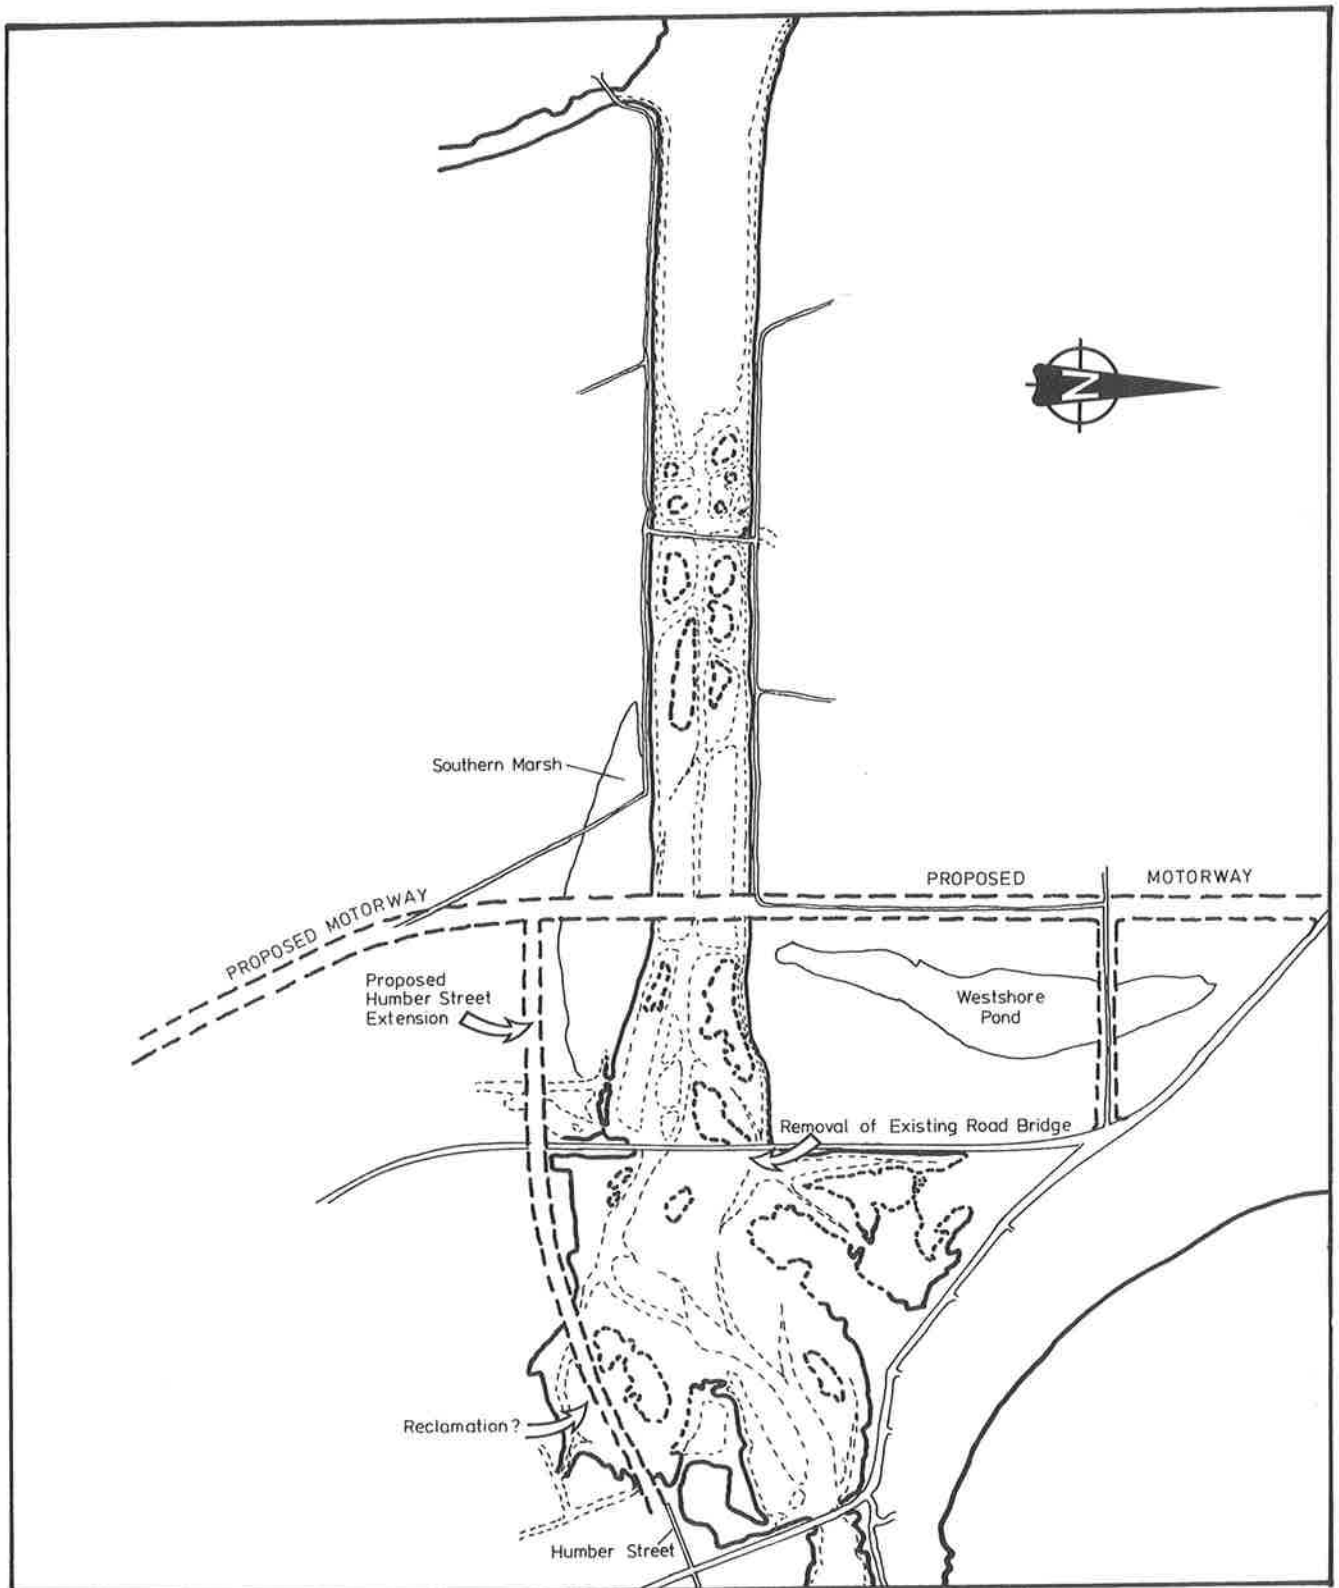 N
Southern Marsh
PROPOSED MOTORWAY
PROPOSED MOTORWAY
Proposed
Humber Street
Extension
Westshore
Pond
Removal of Existing Road Bridge
Reclamation?
Humber Street